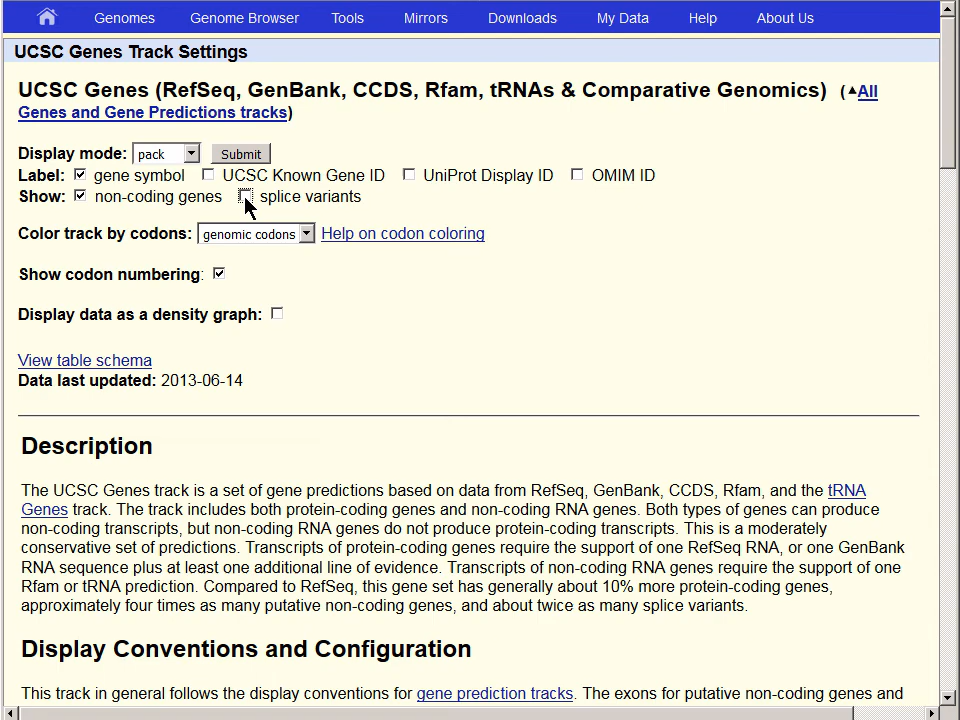 Genomes Genome Browser Tools Mirrors Downloads My Data Help About Us
UCSC Genes Track Settings
UCSC Genes (RefSeq, GenBank, CCDS, Rfam, tRNAs & Comparative Genomics) (▲All
Genes and Gene Predictions tracks)
Display mode: pack Submit
Label: gene symbol UCSC Known Gene ID UniProt Display ID OMIM ID
Show: non-coding genes splice variants
Color track by codons: genomic codons Help on codon coloring
Show codon numbering:
Display data as a density graph:
View table schema
Data last updated: 2013-06-14
Description
The UCSC Genes track is a set of gene predictions based on data from RefSeq, GenBank, CCDS, Rfam, and the tRNA
Genes track. The track includes both protein-coding genes and non-coding RNA genes. Both types of genes can produce
non-coding transcripts, but non-coding RNA genes do not produce protein-coding transcripts. This is a moderately
conservative set of predictions. Transcripts of protein-coding genes require the support of one RefSeq RNA, or one GenBank
RNA sequence plus at least one additional line of evidence. Transcripts of non-coding RNA genes require the support of one
Rfam or tRNA prediction. Compared to RefSeq, this gene set has generally about 10% more protein-coding genes,
approximately four times as many putative non-coding genes, and about twice as many splice variants.
Display Conventions and Configuration
This track in general follows the display conventions for gene prediction tracks. The exons for putative non-coding genes and